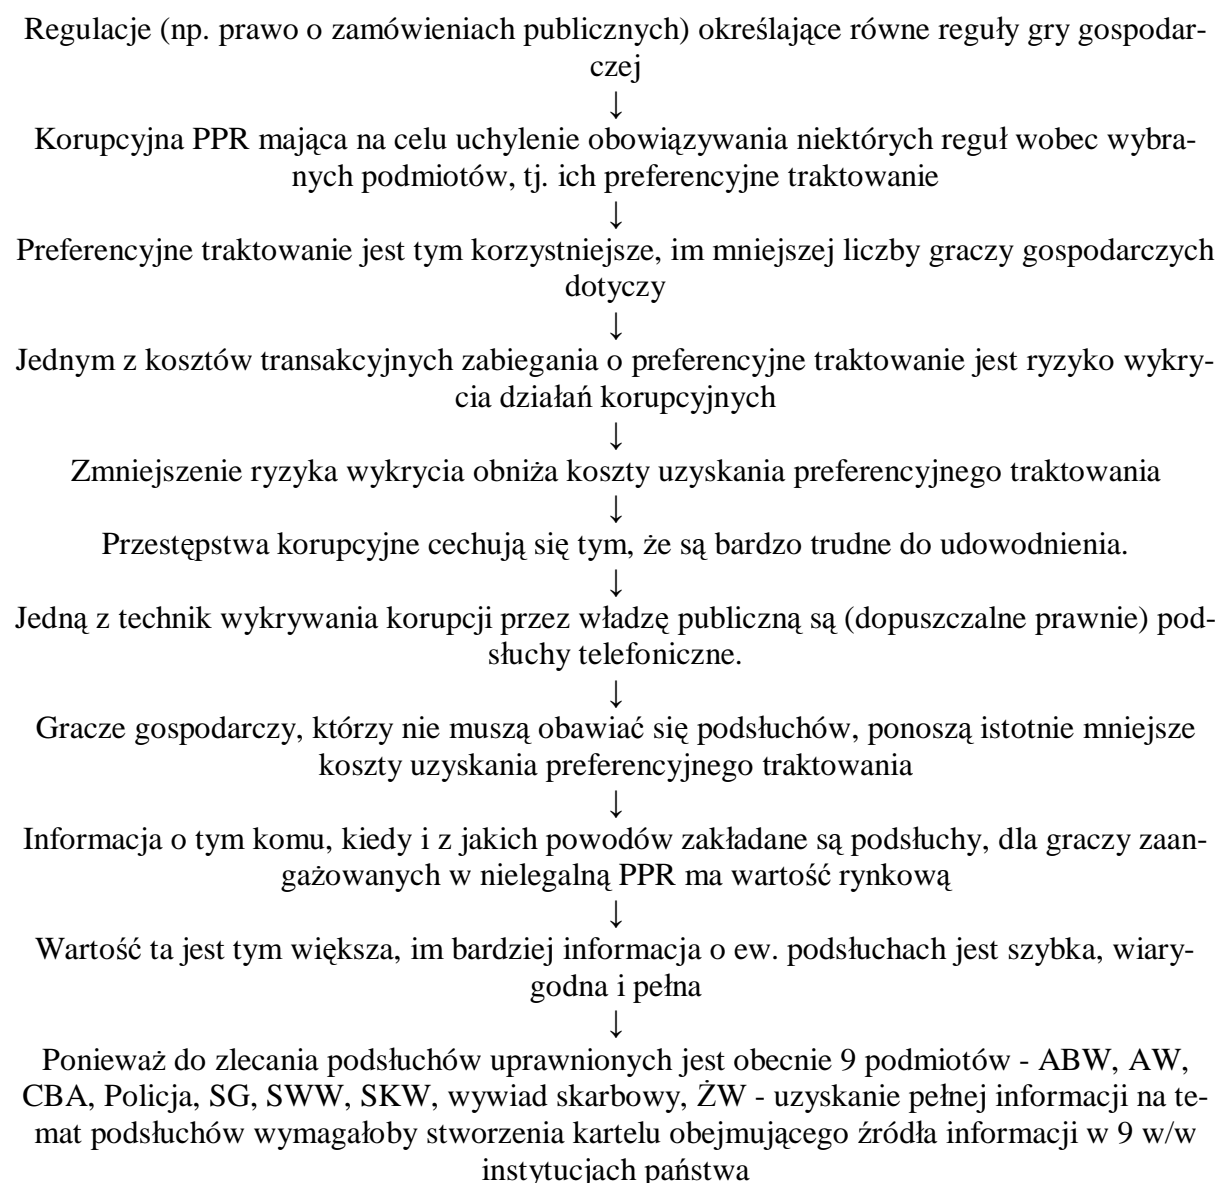 Regulacje (np. prawo o zamówieniach publicznych) określające równe reguły gry gospodar-
czej
↓
Korupcyjna PPR mająca na celu uchylenie obowiązywania niektórych reguł wobec wybra-
nych podmiotów, tj. ich preferencyjne traktowanie
↓
Preferencyjne traktowanie jest tym korzystniejsze, im mniejszej liczby graczy gospodarczych
dotyczy
↓
Jednym z kosztów transakcyjnych zabiegania o preferencyjne traktowanie jest ryzyko wykry-
cia działań korupcyjnych
↓
Zmniejszenie ryzyka wykrycia obniża koszty uzyskania preferencyjnego traktowania
↓
Przestępstwa korupcyjne cechują się tym, że są bardzo trudne do udowodnienia.
↓
Jedną z technik wykrywania korupcji przez władzę publiczną są (dopuszczalne prawnie) pod-
słuchy telefoniczne.
↓
Gracze gospodarczy, którzy nie muszą obawiać się podsłuchów, ponoszą istotnie mniejsze
koszty uzyskania preferencyjnego traktowania
↓
Informacja o tym komu, kiedy i z jakich powodów zakładane są podsłuchy, dla graczy zaan-
gażowanych w nielegalną PPR ma wartość rynkową
↓
Wartość ta jest tym większa, im bardziej informacja o ew. podsłuchach jest szybka, wiary-
godna i pełna
↓
Ponieważ do zlecania podsłuchów uprawnionych jest obecnie 9 podmiotów - ABW, AW,
CBA, Policja, SG, SWW, SKW, wywiad skarbowy, ŻW - uzyskanie pełnej informacji na te-
mat podsłuchów wymagałoby stworzenia kartelu obejmującego źródła informacji w 9 w/w
instytucjach państwa